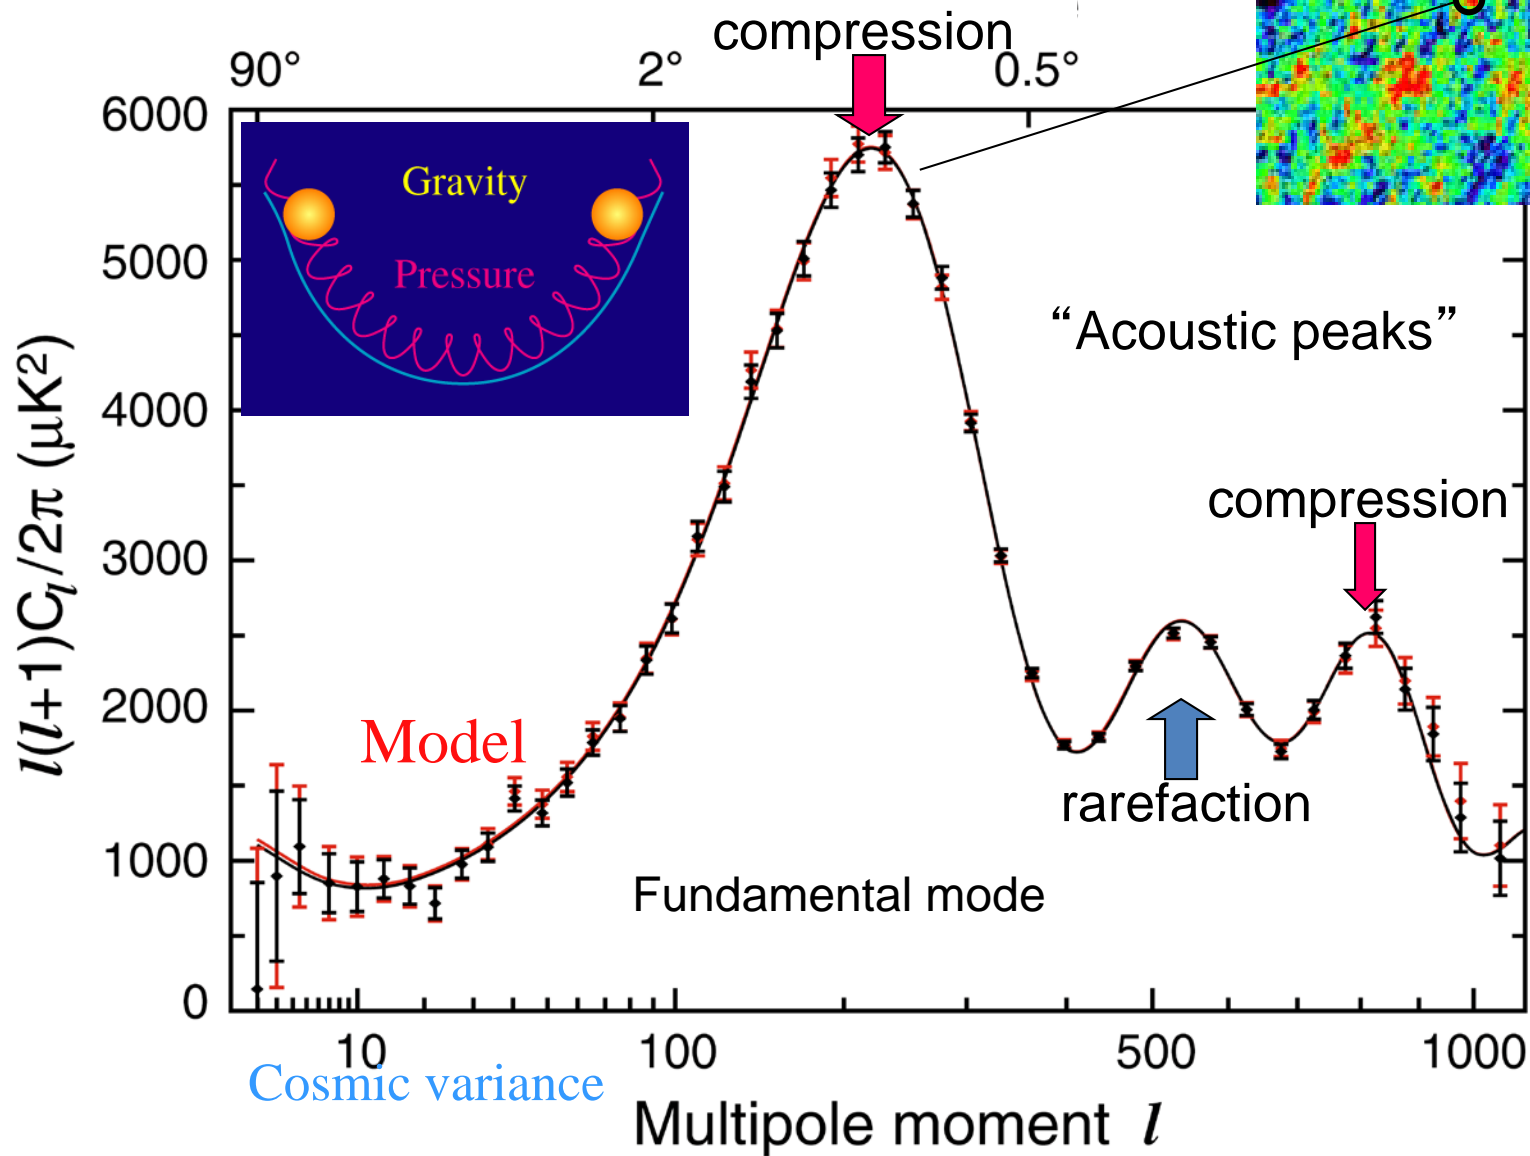 compression
90° 2° 0.5°
6000
Gravity
Pressure
5000
“Acoustic peaks”
l(l+1)Cl/2π (μK²)
4000
compression
3000
Model
2000
rarefaction
1000
Fundamental mode
0
10 100 500 1000
Cosmic variance
Multipole moment l